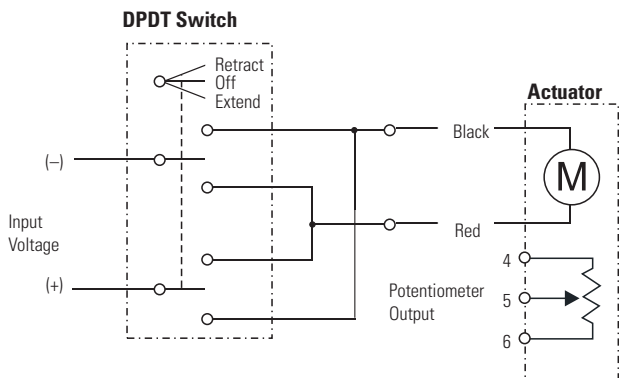 DPDT Switch
Retract
Off
Extend
Actuator
(–)
Black
M
Input
Voltage
Red
(+)
Potentiometer
Output
4
5
6